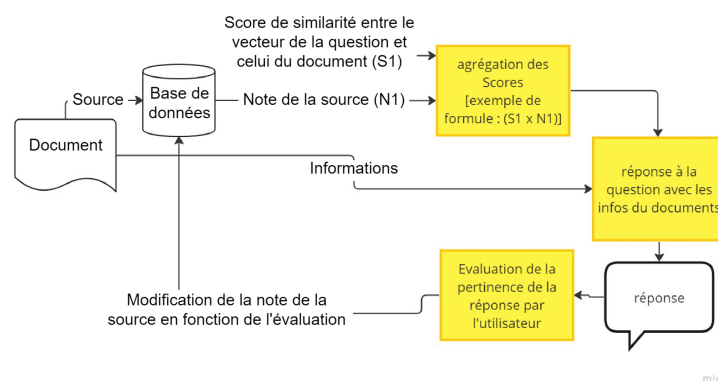 Score de similarité entre le
vecteur de la question et
celui du document (S1)
agrégation des
Scores
[exemple de
formule : (S1 x N1)]
Source
Base de
données
Note de la source (N1)
Document
Informations
réponse à la
question avec les
infos du documents
Evaluation de la
pertinence de la
réponse par
l'utilisateur
réponse
Modification de la note de la
source en fonction de l'évaluation